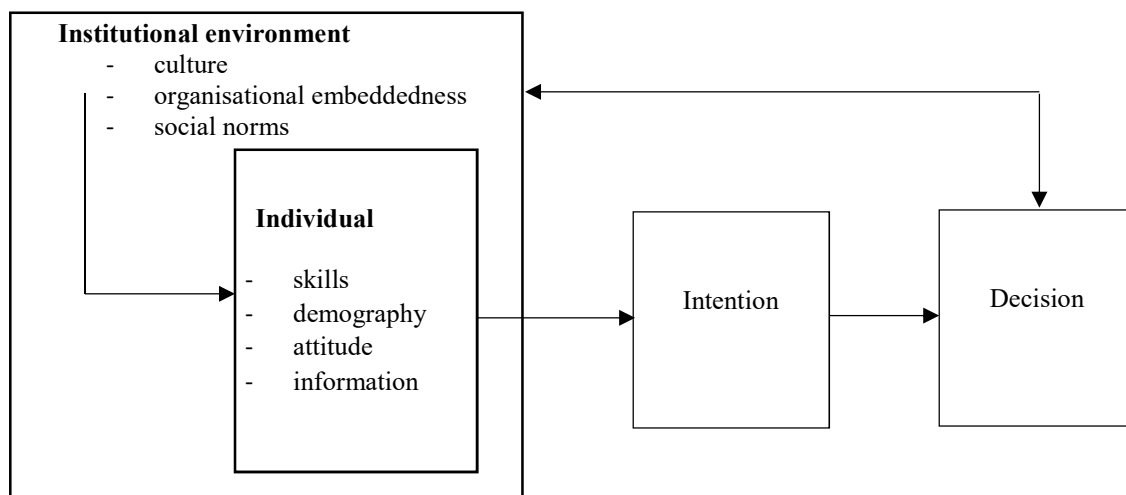 Institutional environment
- culture
- organisational embeddedness
- social norms
Individual
- skills
- demography
- attitude
- information
Intention
Decision